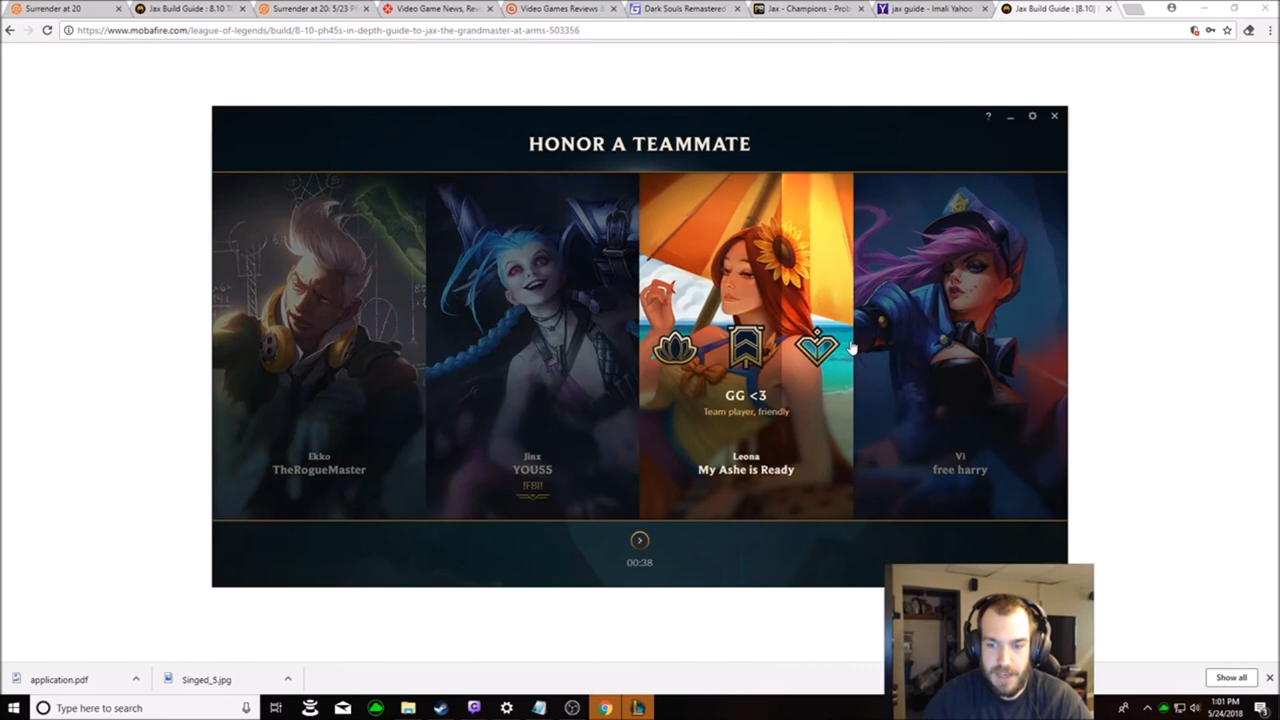 Surrender at 20
Jax Build Guide : 8.10 TO
Surrender at 20: 5/23 P
Video Game News, Rev
Video Games Reviews &
Dark Souls Remastered
Jax - Champions - Prob
jax guide - Imali Yahoo
Jax Build Guide : [8.10]
https://www.mobafire.com/league-of-legends/build/8-10-ph45s-in-depth-guide-to-jax-the-grandmaster-at-arms-503356
HONOR A TEAMMATE
GG <3
Team player, friendly
Ekko
TheRogueMaster
Jinx
YOUSS
!FBI!
Leona
My Ashe is Ready
Vi
free harry
00:38
application.pdf
Singed_5.jpg
Show all
Type here to search
1:01 PM
5/24/2018